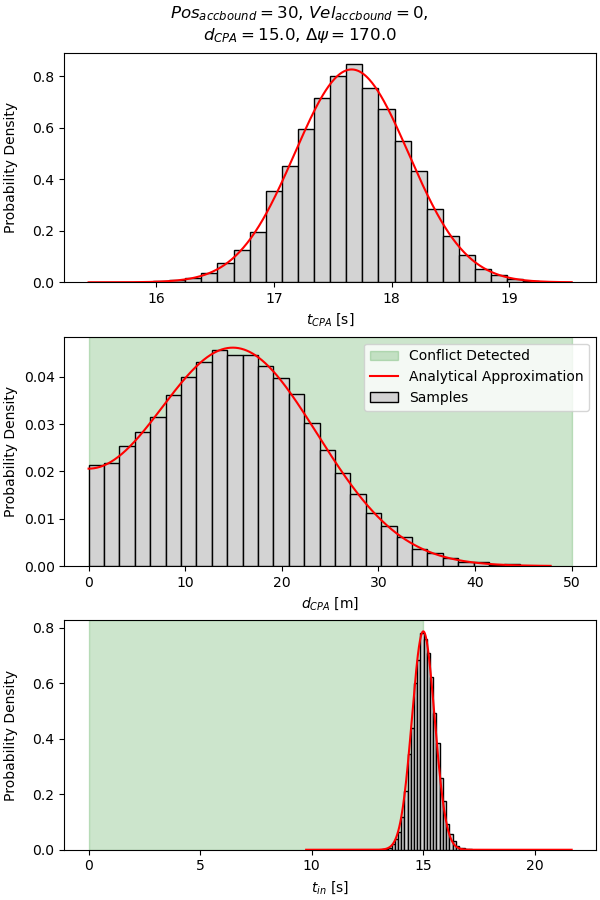 Pos_accbound = 30, Vel_accbound = 0,
d_CPA = 15.0, Δψ = 170.0
Probability Density
0.8
0.6
0.4
0.2
0.0
16 17 18 19
t_CPA [s]
Probability Density
0.04
0.03
0.02
0.01
0.00
Conflict Detected
Analytical Approximation
Samples
0 10 20 30 40 50
d_CPA [m]
Probability Density
0.8
0.6
0.4
0.2
0.0
0 5 10 15 20
t_in [s]